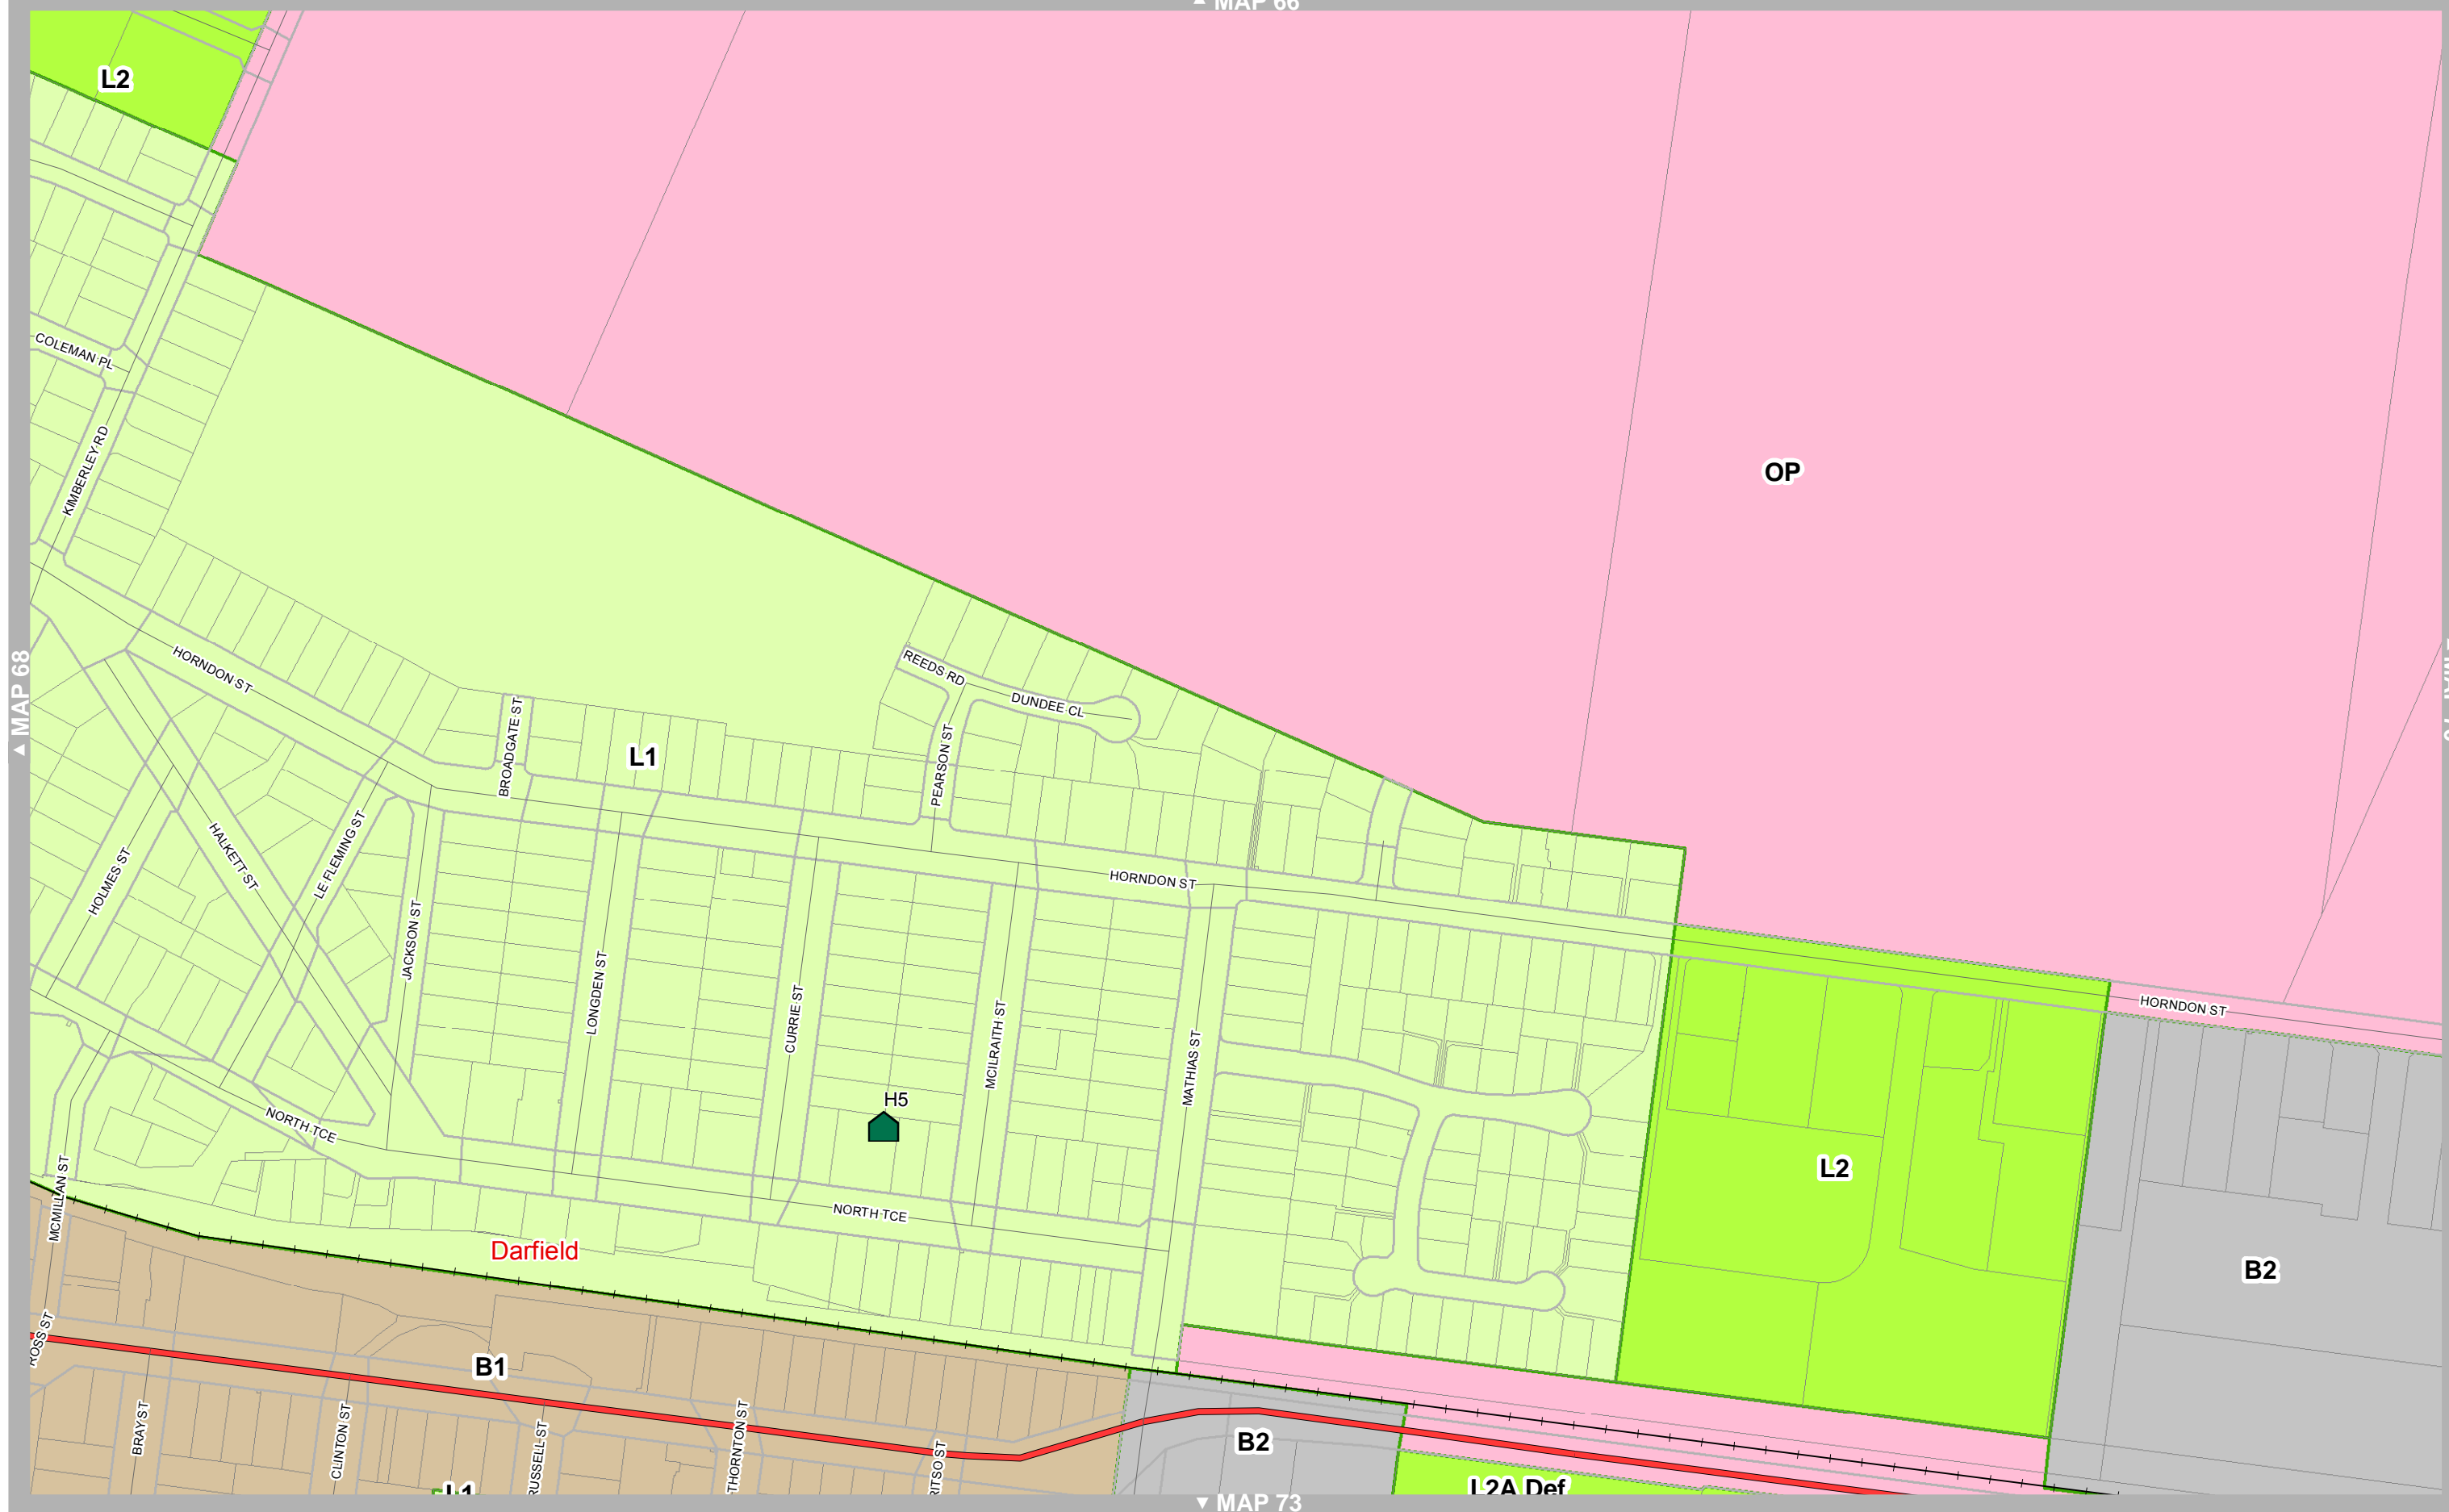 ▲ MAP 66
L2
OP
COLEMAN PL
KIMBERLEY RD
▲ MAP 68
HORNDON ST
REEDS RD
DUNDEE CL
BROADGATE ST
L1
PEARSON ST
HALKETT ST
LE FLEMING ST
HOLMES ST
HORNDON ST
JACKSON ST
LONGDEN ST
CURRIE ST
MCILRAITH ST
MATHIAS ST
HORNDON ST
H5
NORTH TCE
L2
MCMILLAN ST
NORTH TCE
Darfield
B2
ROSS ST
B1
BRAY ST
CLINTON ST
RUSSELL ST
THORNTON ST
B2
L1
L2A Def
▼ MAP 73